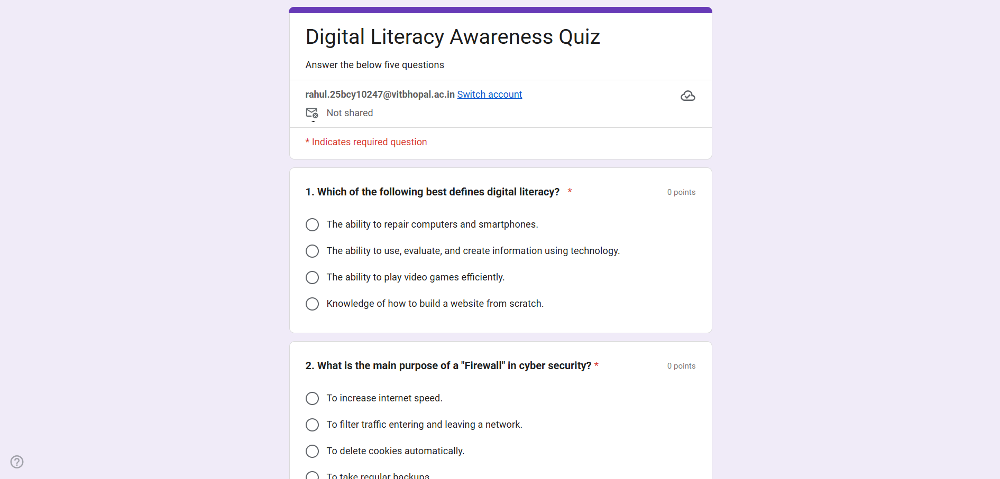 Digital Literacy Awareness Quiz
Answer the below five questions
rahul.25bcy10247@vitbhopal.ac.in Switch account
Not shared
* Indicates required question
1. Which of the following best defines digital literacy? * 0 points
The ability to repair computers and smartphones.
The ability to use, evaluate, and create information using technology.
The ability to play video games efficiently.
Knowledge of how to build a website from scratch.
2. What is the main purpose of a "Firewall" in cyber security? * 0 points
To increase internet speed.
To filter traffic entering and leaving a network.
To delete cookies automatically.
To take regular backups.